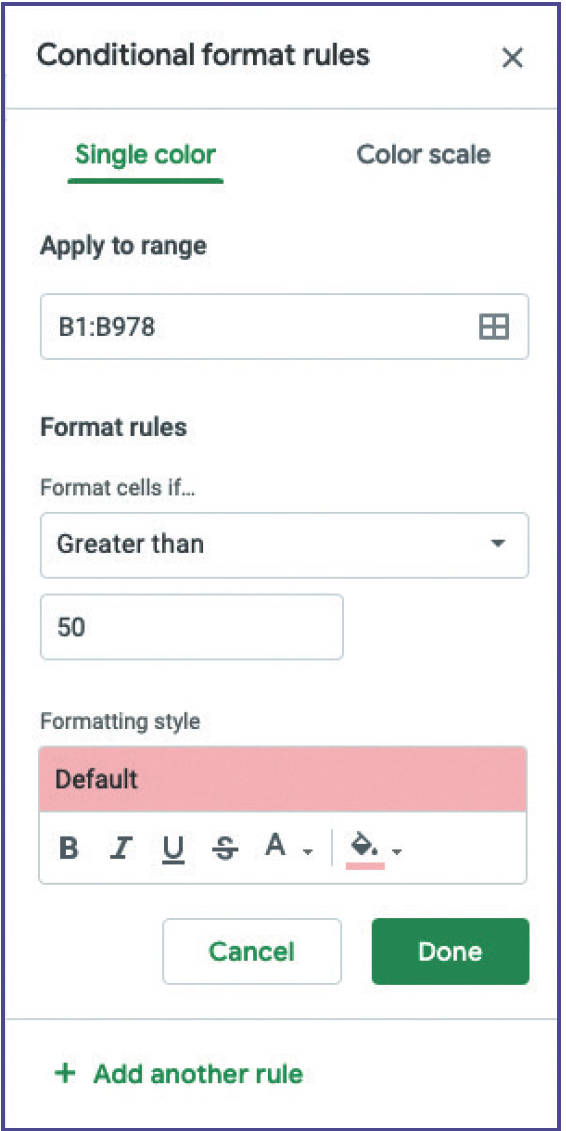 Conditional format rules
Single color
Color scale
Apply to range
B1:B978
Format rules
Format cells if...
Greater than
50
Formatting style
Default
B I U S A
Cancel
Done
+ Add another rule